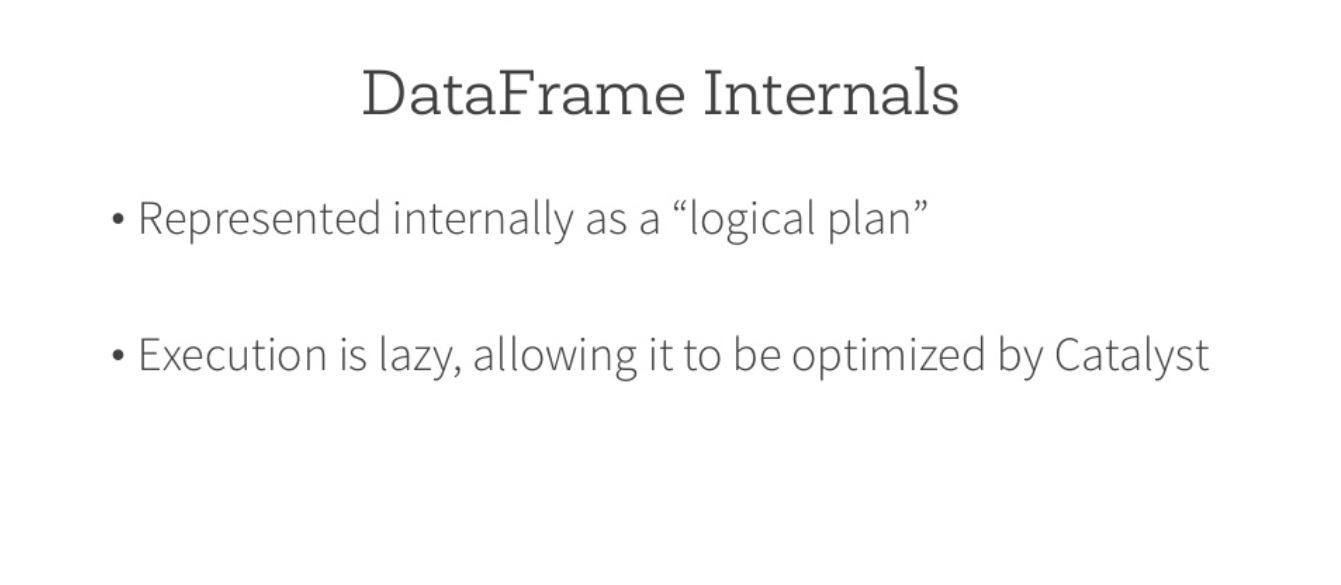 DataFrame Internals
• Represented internally as a “logical plan”
• Execution is lazy, allowing it to be optimized by Catalyst